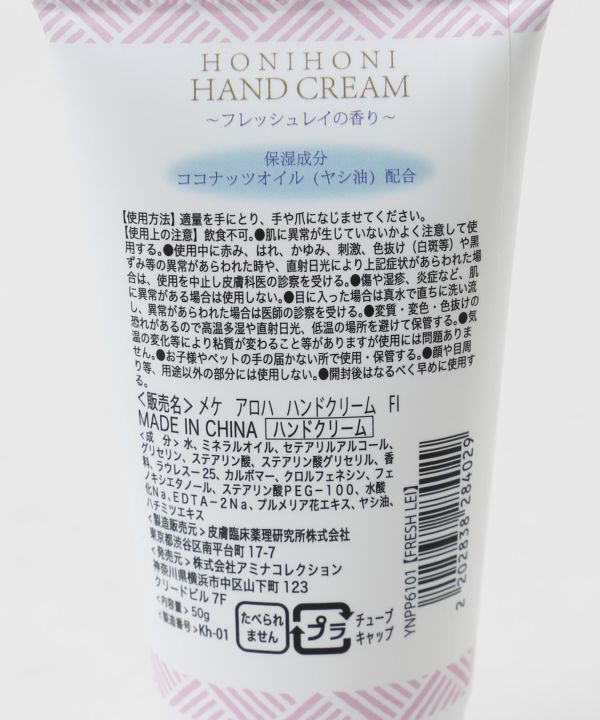 HONIHONI
HAND CREAM
〜フレッシュレイの香り〜
保湿成分
ココナッツオイル（ヤシ油）配合
【使用方法】適量を手にとり、手や爪になじませてください。
【使用上の注意】飲食不可。●肌に異常が生じていないかよく注意して使
用する。●使用中に赤み、はれ、かゆみ、刺激、色抜け（白斑等）や黒
ずみ等の異常があらわれた時や、直射日光により上記症状があらわれた場
合は、使用を中止し皮膚科医の診察を受ける。●傷や湿疹、炎症など、肌
に異常がある場合は使用しない。●目に入った場合は真水で直ちに洗い流
し、異常があらわれた場合は医師の診察を受ける。●変質・変色・色抜けの
恐れがあるので高温多湿や直射日光、低温の場所を避けて保管する。●気
温の変化等により粘質が変わること等がありますが使用には問題ありま
せん。●お子様やペットの手の届かない所で使用・保管する。●顔や目周
り等、用途以外の部分には使用しない。●開封後はなるべく早めに使用す
る。
＜販売名＞メケ アロハ ハンドクリーム FI
MADE IN CHINA ハンドクリーム
＜成 分＞水、ミネラルオイル、セテアリルアルコール、
グリセリン、ステアリン酸、ステアリン酸グリセリル、香
料、ラウレス-25、カルボマー、クロルフェネシン、フェ
ノキシエタノール、ステアリン酸PEG-100、水酸
化Na、EDTA-2Na、プルメリア花エキス、ヤシ油、
ハチミツエキス
＜製造販売元＞皮膚臨床薬理研究所株式会社
東京都渋谷区南平台町17-7
＜発売元＞株式会社アミナコレクション
神奈川県横浜市中区山下町123
クリードビル7F
＜内容量＞50g
＜製造番号＞Kh-01
たべられ
ません
プラ
チューブ
キャップ
YNPP6101 [FRESH LEI]
2 202838 284029